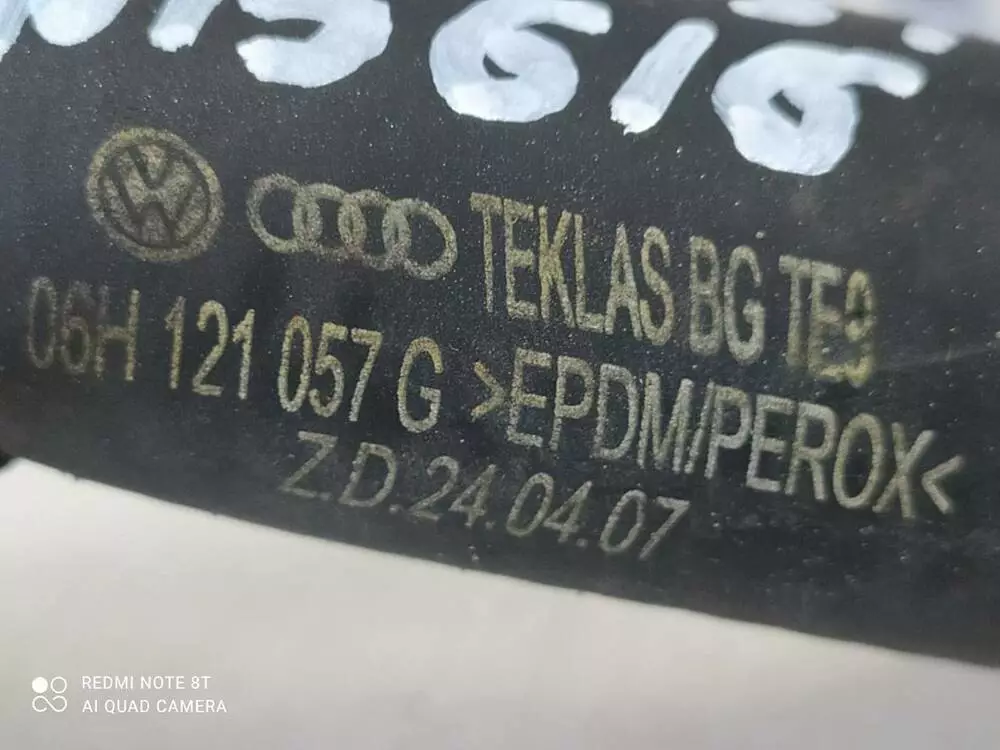 TEKLAS BG TE3
06H 121 057 G >EPDM/PEROX<
Z.D.24.04.07
REDMI NOTE 8T
AI QUAD CAMERA